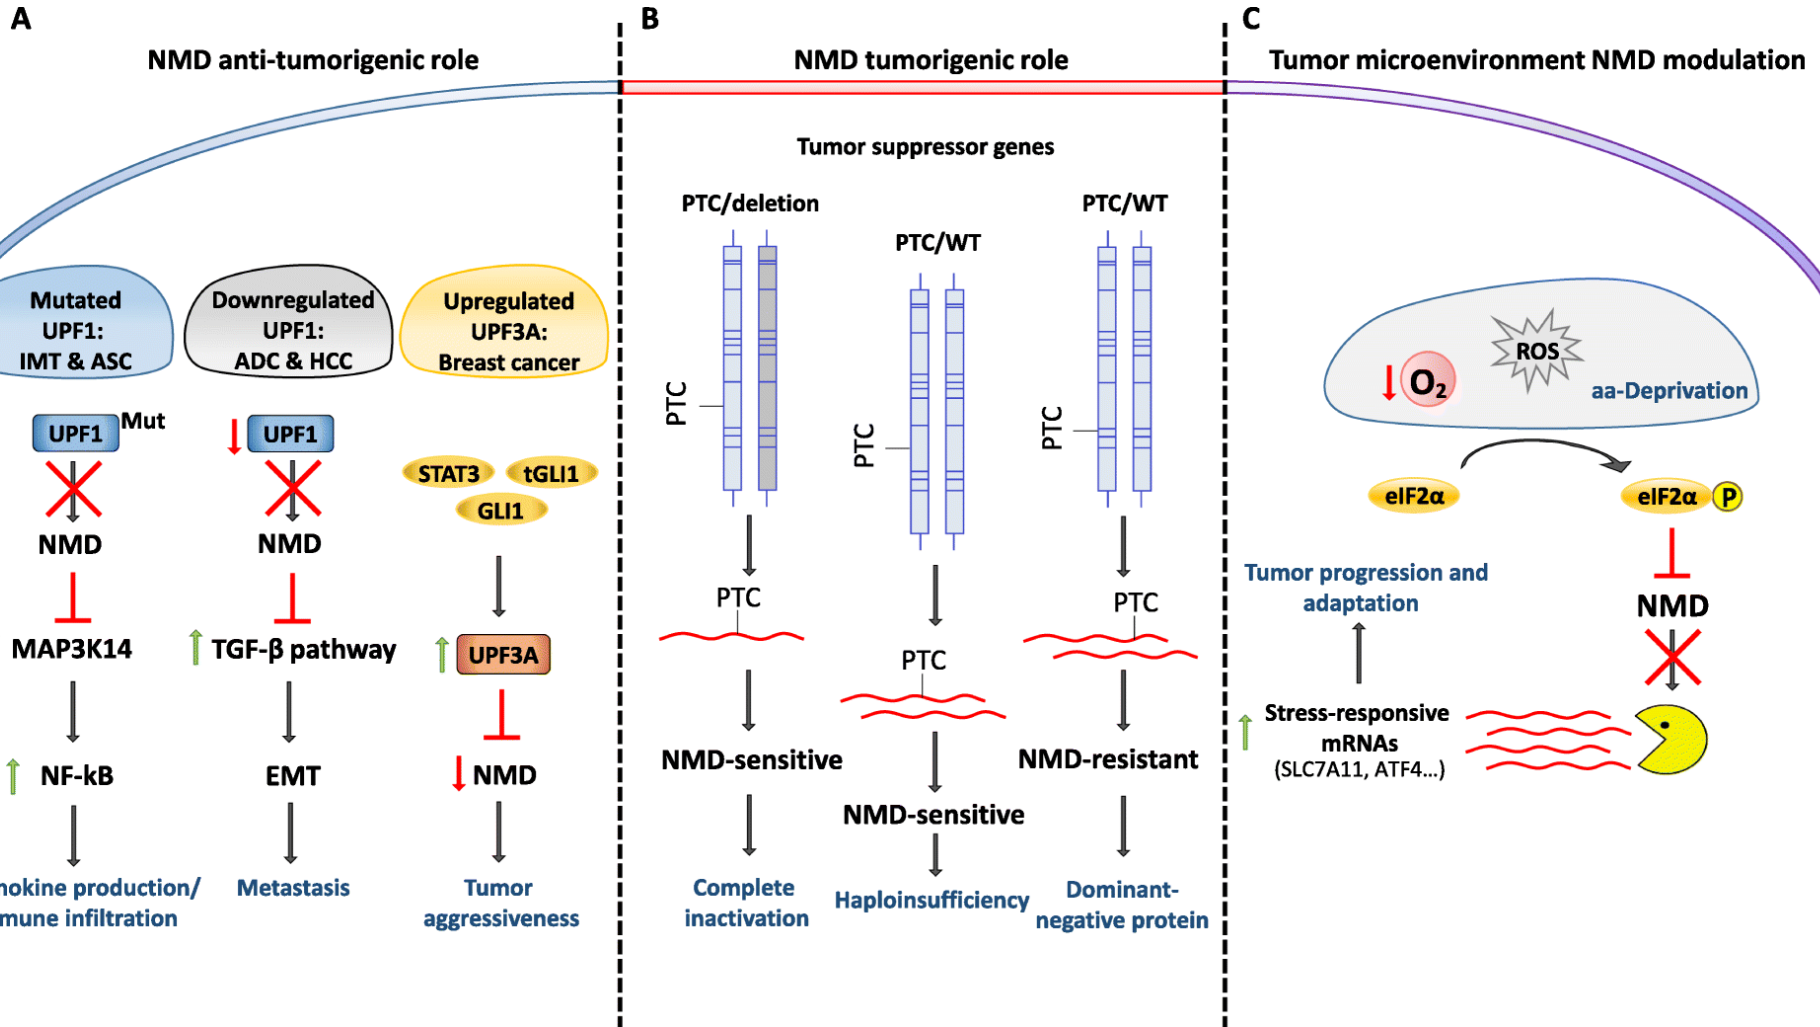 A
NMD anti-tumorigenic role
Mutated
UPF1:
IMT & ASC
UPF1
Mut
NMD
MAP3K14
NF-kB
production/
infiltration
Downregulated
UPF1:
ADC & HCC
UPF1
NMD
TGF-β pathway
EMT
Metastasis
Upregulated
UPF3A:
Breast cancer
STAT3
tGLI1
GLI1
UPF3A
NMD
Tumor
aggressiveness
B
NMD tumorigenic role
Tumor suppressor genes
PTC/deletion
PTC
PTC
NMD-sensitive
Complete
inactivation
PTC/WT
PTC
PTC
NMD-sensitive
Haploinsufficiency
PTC/WT
PTC
PTC
NMD-resistant
Dominant-
negative protein
C
Tumor microenvironment NMD modulation
O2
ROS
aa-Deprivation
eIF2α
eIF2α
P
NMD
Tumor progression and
adaptation
Stress-responsive
mRNAs
(SLC7A11, ATF4...)